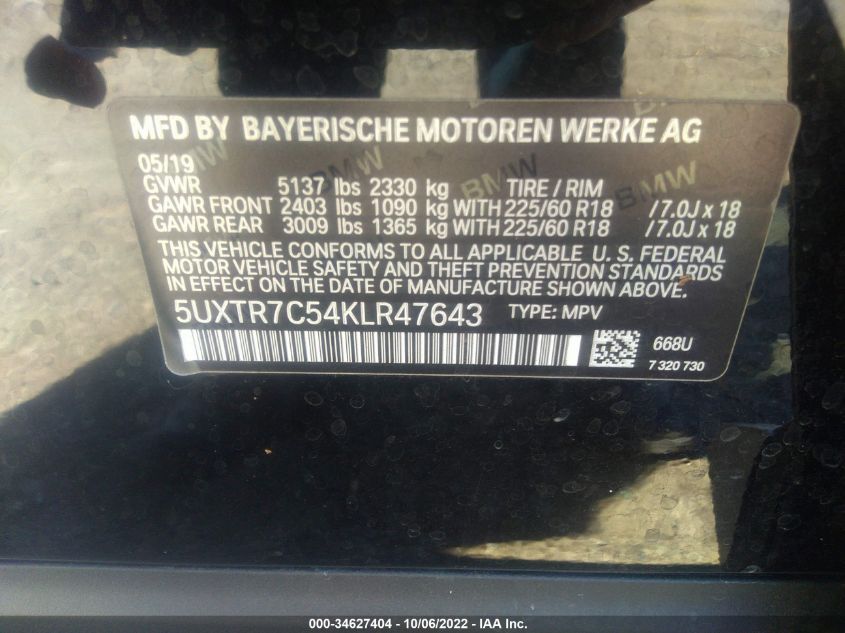 MFD BY BAYERISCHE MOTOREN WERKE AG
05/19
GVWR 5137 lbs 2330 kg TIRE / RIM
GAWR FRONT 2403 lbs 1090 kg WITH 225/60 R18 / 7.0J x 18
GAWR REAR 3009 lbs 1365 kg WITH 225/60 R18 / 7.0J x 18
THIS VEHICLE CONFORMS TO ALL APPLICABLE U. S. FEDERAL
MOTOR VEHICLE SAFETY AND THEFT PREVENTION STANDARDS
IN EFFECT ON THE DATE OF MANUFACTURE SHOWN ABOVE.
5UXTR7C54KLR47643 TYPE: MPV
668U
7 320 730
BMW BMW BMW BMW
000-34627404 - 10/06/2022 - IAA Inc.